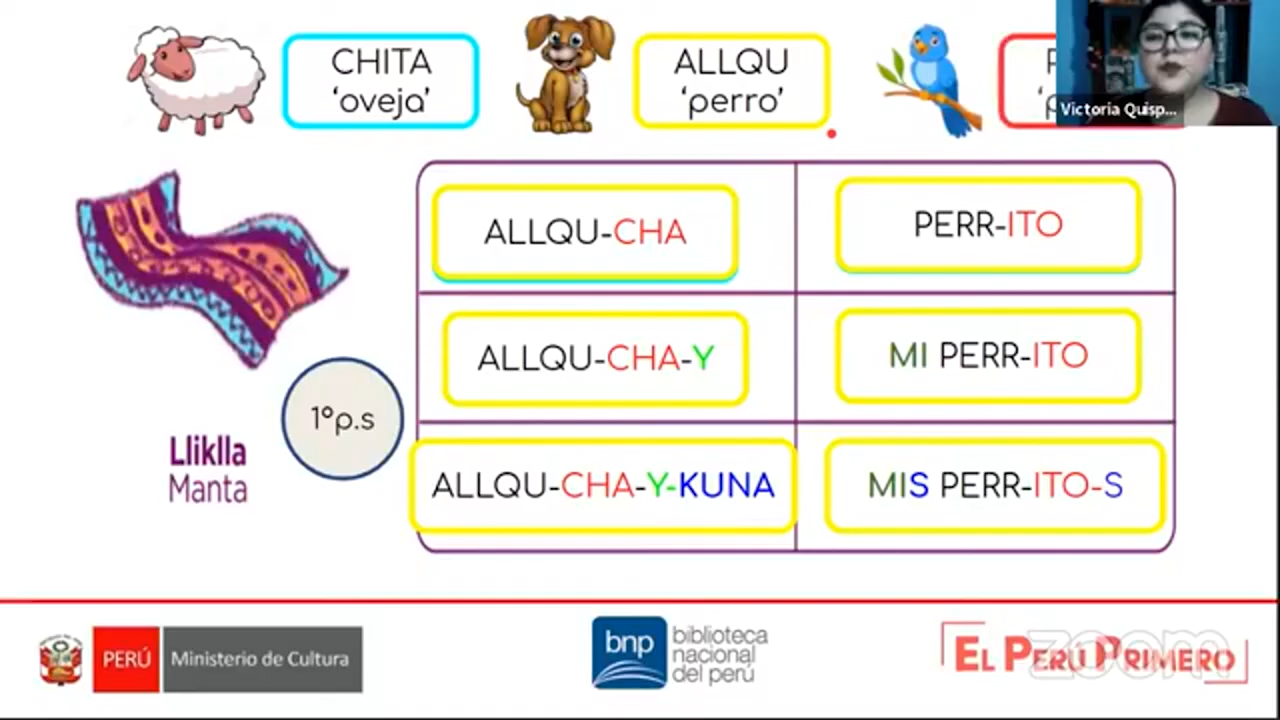 CHITA
‘oveja’
ALLQU
‘perro’
Victoria Quisp...
ALLQU-CHA
PERR-ITO
ALLQU-CHA-Y
MI PERR-ITO
1°p.s
Lliklla
Manta
ALLQU-CHA-Y-KUNA
MIS PERR-ITO-S
PERÚ
Ministerio de Cultura
bnp
biblioteca
nacional
del perú
EL PERÚ PRIMERO
zoom